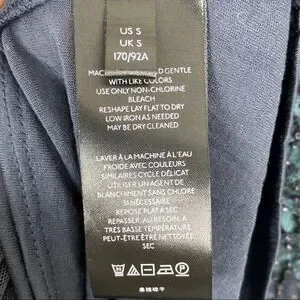 US S
UK S
170/92A
MAC D GENTLE
WITH LIKE COLORS
USE ONLY NON-CHLORINE
BLEACH
RESHAPE LAY FLAT TO DRY
LOW IRON AS NEEDED
MAY BE DRY CLEANED
LAVER À LA MACHINE À L'EAU
FROIDE AVEC COULEURS
SIMILAIRES CYCLE DÉLICAT
UTILISER UN AGENT DE
BLANCHIMENT SANS CHLORE
SI NÉCESSAIRE
REPOSE PLAT À SEC
REPASSER, AU BESOIN, À
TRÈS BASSE TEMPÉRATURE
PEUT-ÊTRE ÊTRE NETTOYÉE
SEC